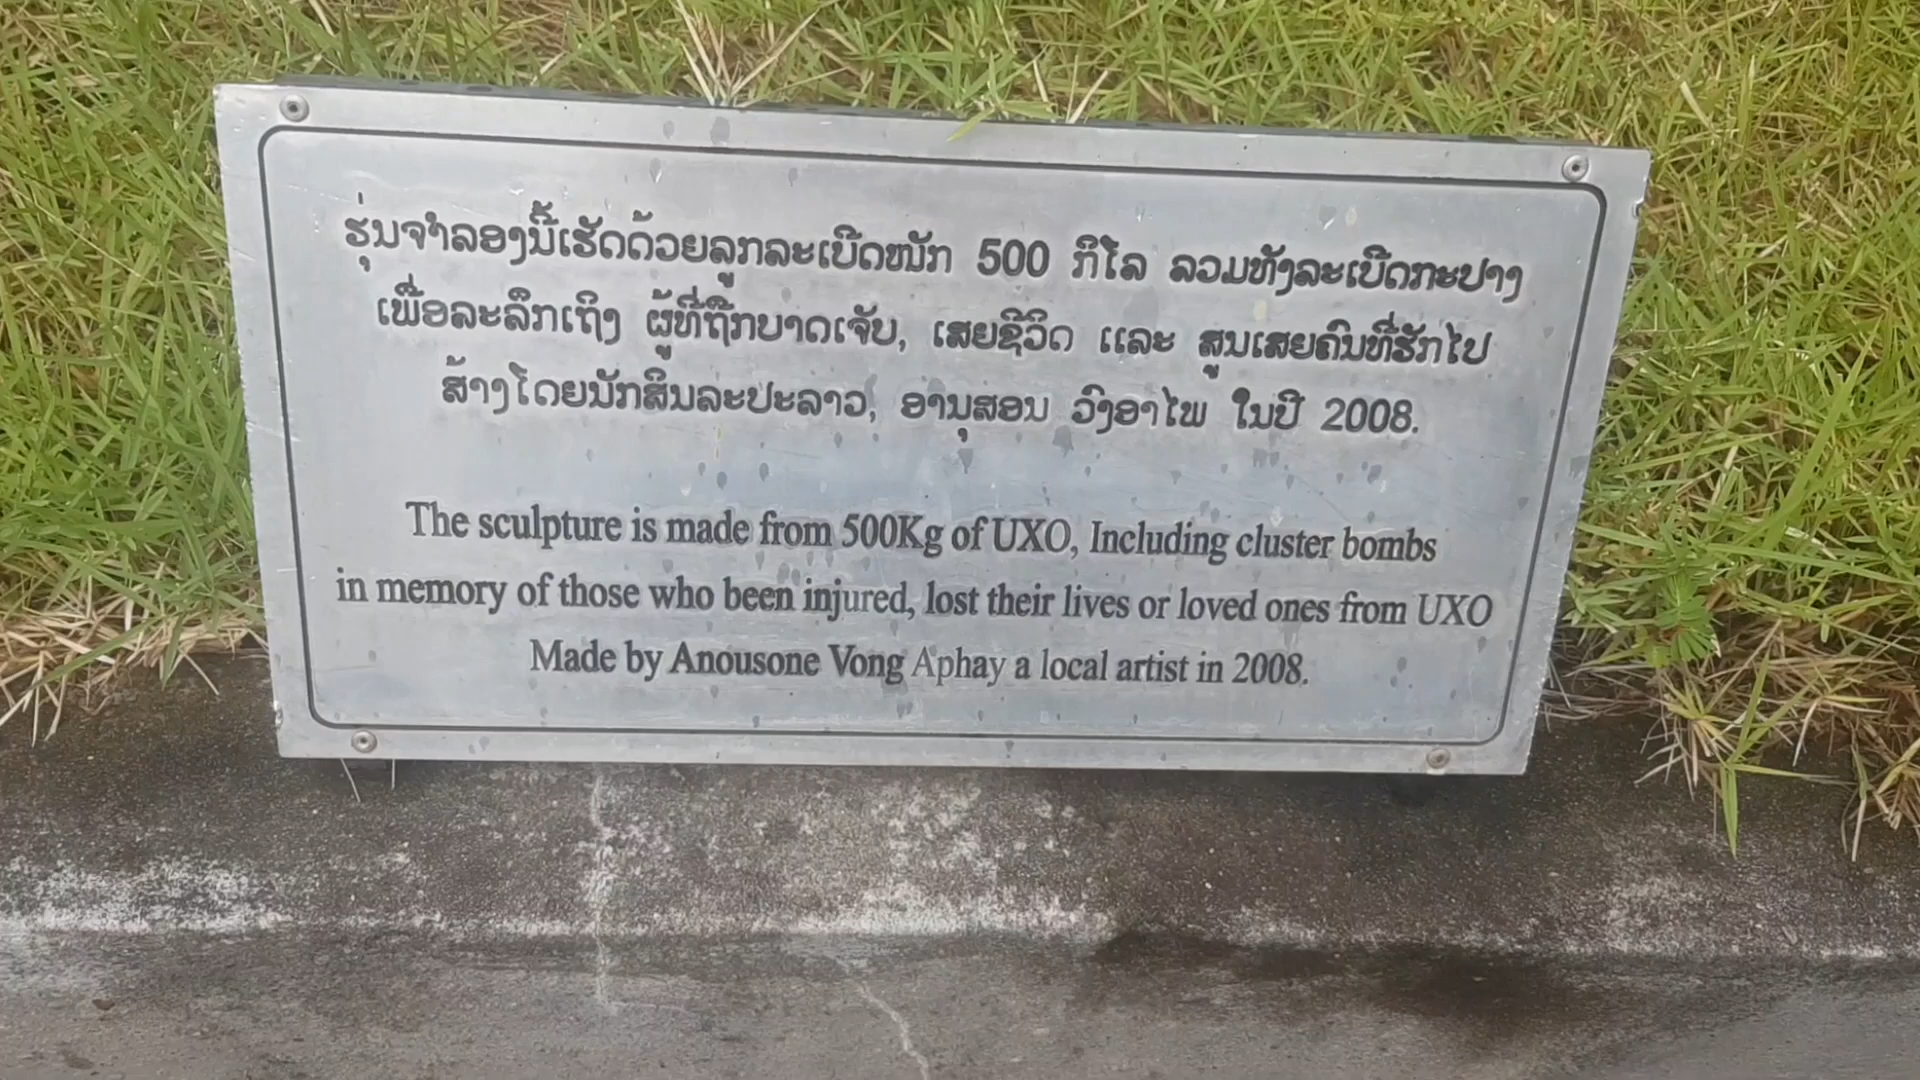 ຮຸ່ນຈຳລອງນີ້ເຮັດດ້ວຍລູກລະເບີດໜັກ 500 ກິໂລ ລວມທັງລະເບີດກະປາງ
ເພື່ອລະລຶກເຖິງ ຜູ້ທີ່ຖືກບາດເຈັບ, ເສຍຊີວິດ ແລະ ສູນເສຍຄົນທີ່ຮັກໄປ
ສ້າງໂດຍນັກສິນລະປະລາວ, ອານຸສອນ ວົງອາໄພ ໃນປີ 2008.
The sculpture is made from 500Kg of UXO, Including cluster bombs
in memory of those who been injured, lost their lives or loved ones from UXO
Made by Anousone Vong Aphay a local artist in 2008.